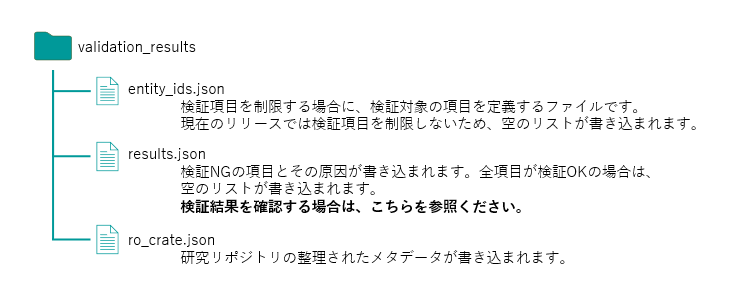 validation_results
entity_ids.json
検証項目を制限する場合に、検証対象の項目を定義するファイルです。
現在のリリースでは検証項目を制限しないため、空のリストが書き込まれます。
results.json
検証NGの項目とその原因が書き込まれます。全項目が検証OKの場合は、
空のリストが書き込まれます。
検証結果を確認する場合は、こちらを参照ください。
ro_crate.json
研究リポジトリの整理されたメタデータが書き込まれます。